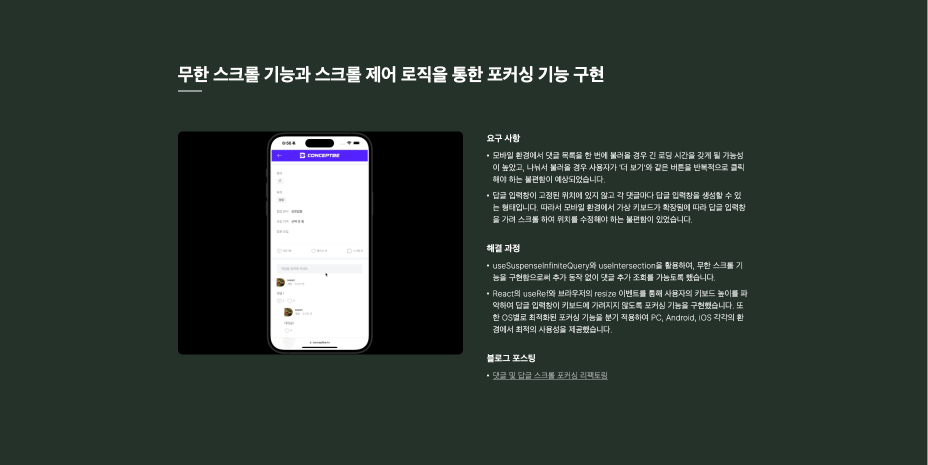 무한 스크롤 기능과 스크롤 제어 로직을 통한 포커싱 기능 구현
CONCEPTBE
요구 사항
• 모바일 환경에서 댓글 목록을 한 번에 불러올 경우 긴 로딩 시간을 갖게 될 가능성
이 높았고, 나눠서 불러올 경우 사용자가 '더 보기'와 같은 버튼을 반복적으로 클릭
해야 하는 불편함이 예상되었습니다.
• 답글 입력창이 고정된 위치에 있지 않고 각 댓글마다 답글 입력창을 생성할 수 있
는 형태입니다. 따라서 모바일 환경에서 가상 키보드가 확장됨에 따라 답글 입력창
을 가려 스크롤 하여 위치를 수정해야 하는 불편함이 있었습니다.
해결 과정
• useSuspenseInfiniteQuery와 useIntersection을 활용하여, 무한 스크롤 기
능을 구현함으로써 추가 동작 없이 댓글 추가 조회를 가능토록 했습니다.
• React의 useRef와 브라우저의 resize 이벤트를 통해 사용자의 키보드 높이를 파
악하여 답글 입력창이 키보드에 가려지지 않도록 포커싱 기능을 구현했습니다. 또
한 OS별로 최적화된 포커싱 기능을 분기 적용하여 PC, Android, iOS 각각의 환
경에서 최적의 사용성을 제공했습니다.
블로그 포스팅
• 댓글 및 답글 스크롤 포커싱 리팩토링